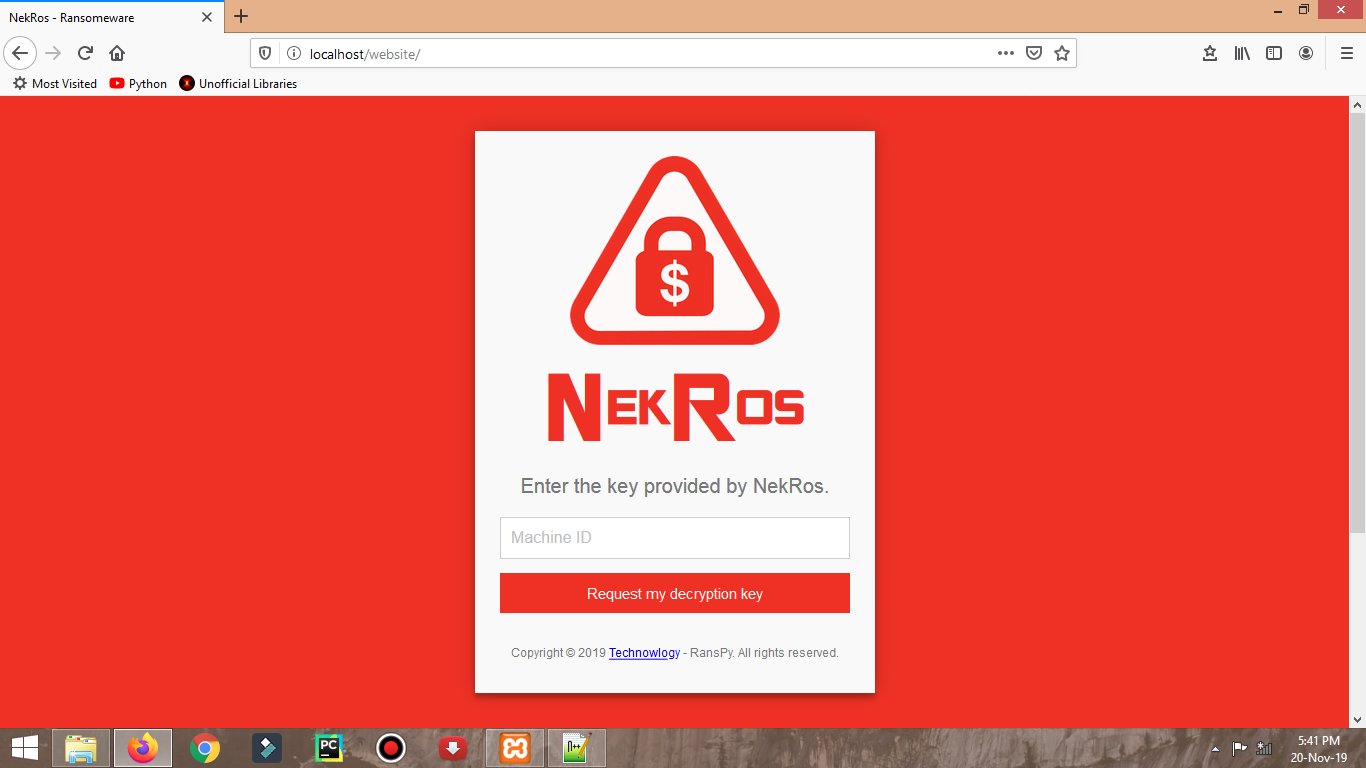 NekRos - Ransomeware
localhost/website/
Most Visited Python Unofficial Libraries
$
NekRos
Enter the key provided by NekRos.
Machine ID
Request my decryption key
Copyright © 2019 Technowlogy - RansPy. All rights reserved.
PC
5:41 PM
20-Nov-19